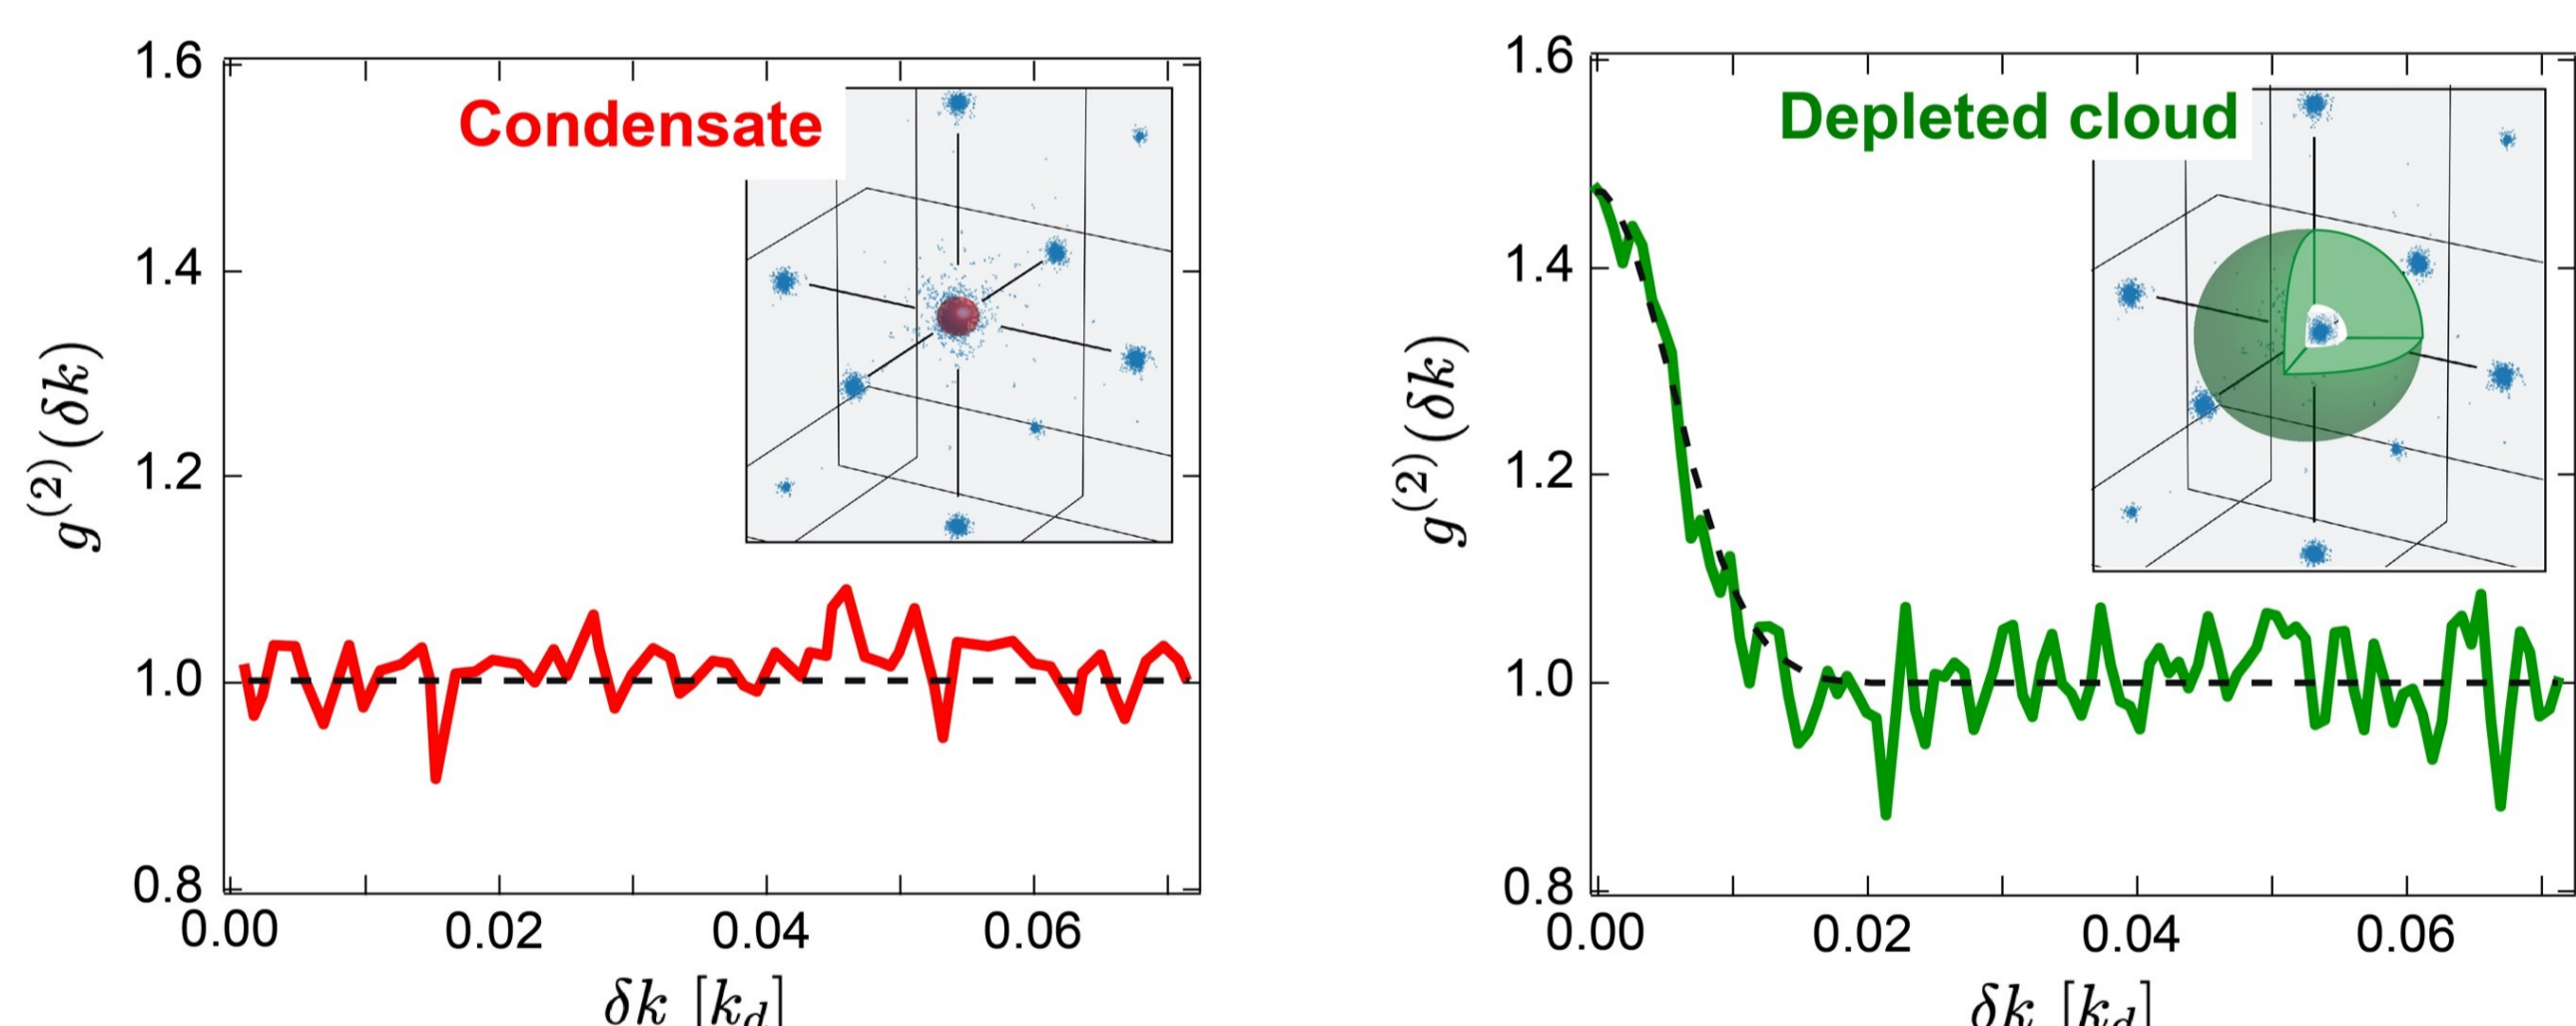 Condensate
g⁽²⁾(δk)
1.6
1.4
1.2
1.0
0.8
0.00 0.02 0.04 0.06
δk [k_d]
Depleted cloud
g⁽²⁾(δk)
1.6
1.4
1.2
1.0
0.8
0.00 0.02 0.04 0.06
δk [k_d]